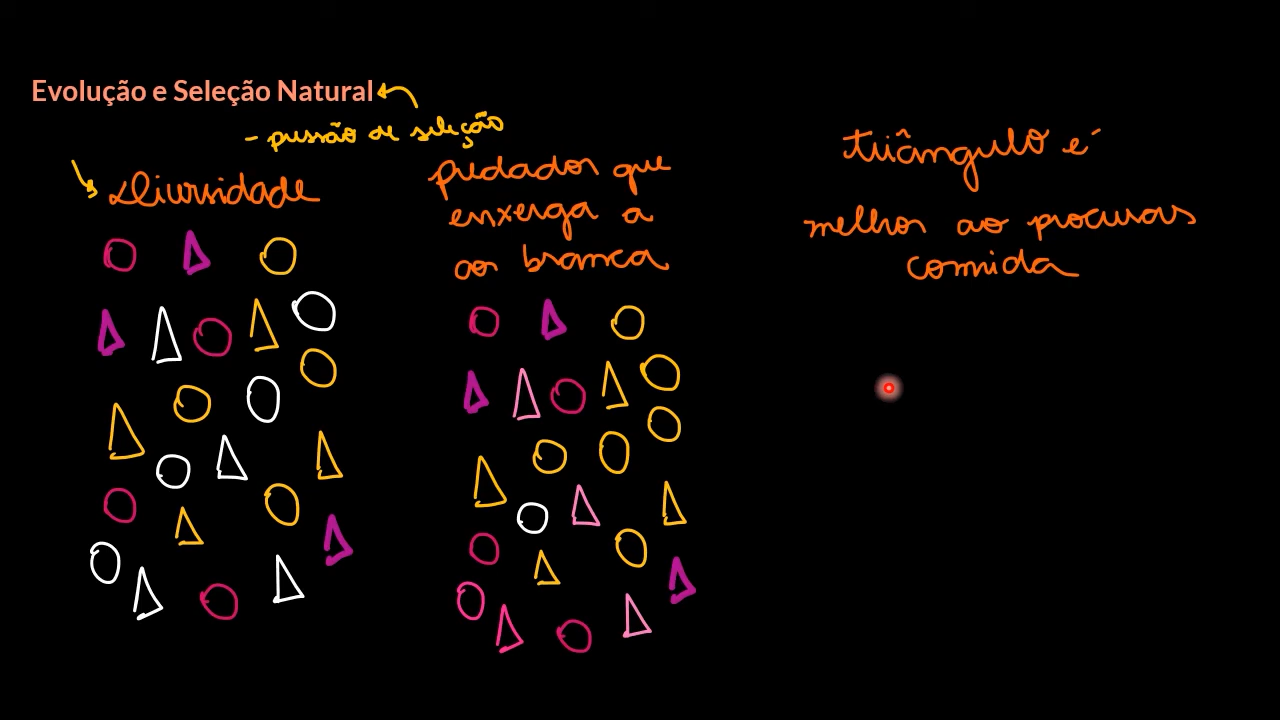 Evolução e Seleção Natural
- pressão de seleção
Diversidade
predador que
enxerga a
cor branca
triângulo é
melhor ao procurar
comida